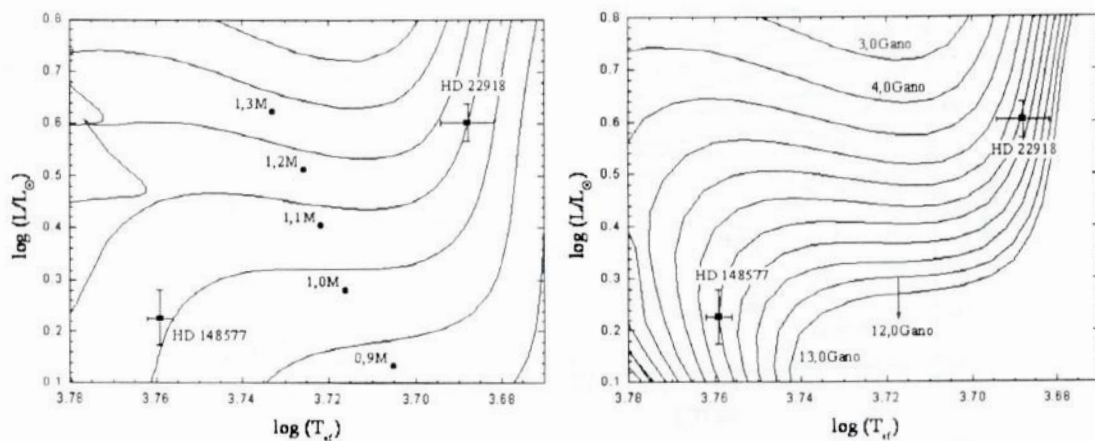 0.8
0.7
0.6
0.5
0.4
0.3
0.2
0.1
log (L/L☉)
1,3M
1,2M
1,1M
1,0M
0,9M
HD 22918
HD 148577
3.78
3.76
3.74
3.72
3.70
3.68
log (T_ef)
0.8
0.7
0.6
0.5
0.4
0.3
0.2
0.1
log (L/L☉)
3,0Gano
4,0Gano
HD 22918
HD 148577
12,0Gano
13,0Gano
3.78
3.76
3.74
3.72
3.70
3.68
log (T_ef)